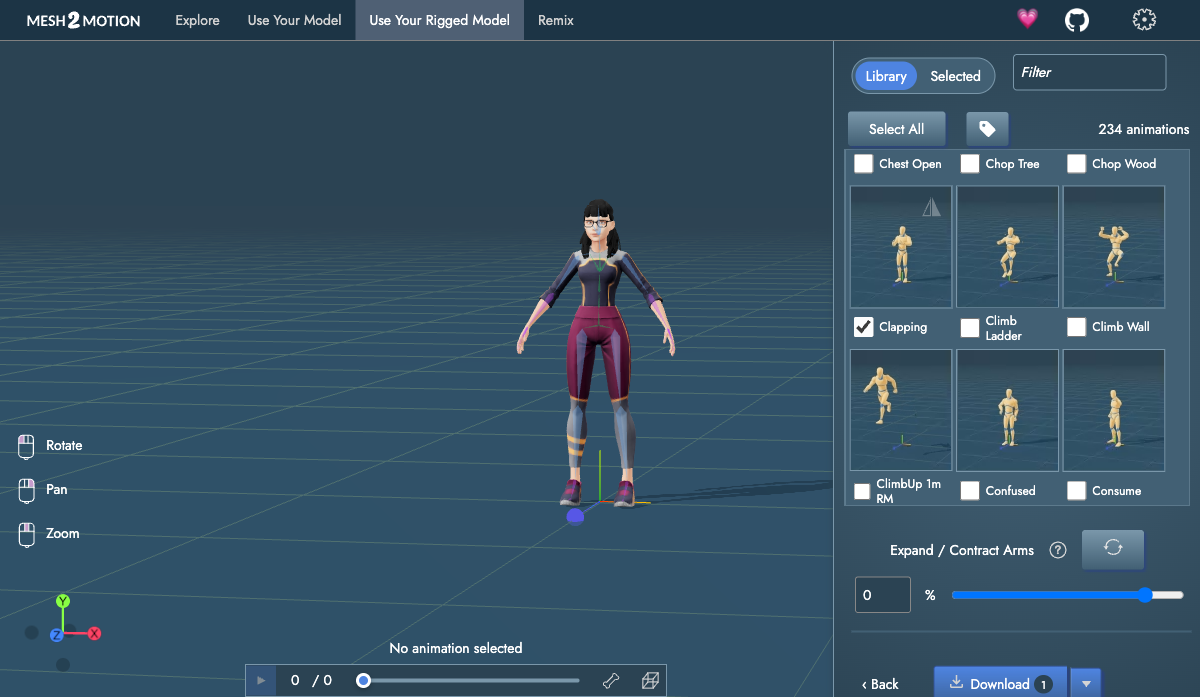 MESH2MOTION
Explore
Use Your Model
Use Your Rigged Model
Remix
Library
Selected
Filter
Select All
234 animations
Chest Open
Chop Tree
Chop Wood
Clapping
Climb
Ladder
Climb Wall
ClimbUp 1m
RM
Confused
Consume
Rotate
Pan
Zoom
Y
Z
X
No animation selected
0 / 0
Expand / Contract Arms
?
0
%
‹ Back
Download 1